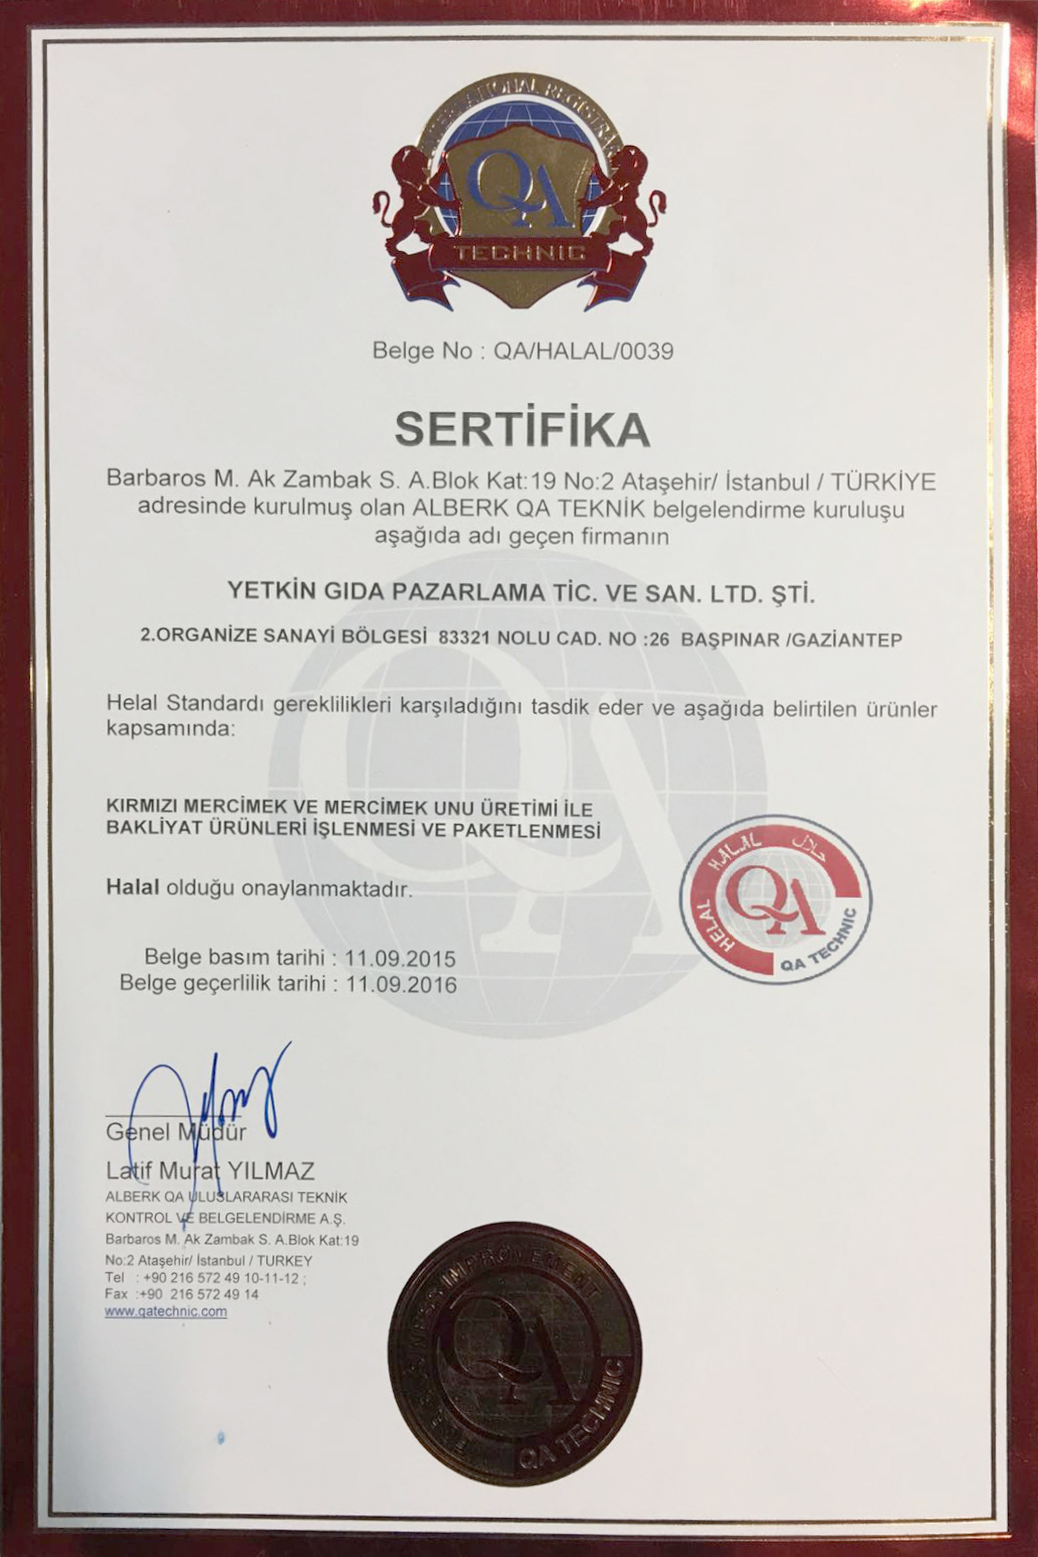 INTERNATIONAL REGISTRAR
QA
TECHNIC
Belge No : QA/HALAL/0039
SERTİFİKA
Barbaros M. Ak Zambak S. A.Blok Kat:19 No:2 Ataşehir/ İstanbul / TÜRKİYE
adresinde kurulmuş olan ALBERK QA TEKNİK belgelendirme kuruluşu
aşağıda adı geçen firmanın
YETKİN GIDA PAZARLAMA TİC. VE SAN. LTD. ŞTİ.
2.ORGANİZE SANAYİ BÖLGESİ 83321 NOLU CAD. NO :26 BAŞPINAR /GAZİANTEP
Helal Standardı gereklilikleri karşıladığını tasdik eder ve aşağıda belirtilen ürünler
kapsamında:
KIRMIZI MERCİMEK VE MERCİMEK UNU ÜRETİMİ İLE
BAKLİYAT ÜRÜNLERİ İŞLENMESİ VE PAKETLENMESİ
HELAL HALAL حلال
QA
QA TECHNIC
Halal olduğu onaylanmaktadır.
Belge basım tarihi : 11.09.2015
Belge geçerlilik tarihi : 11.09.2016
Genel Müdür
Latif Murat YILMAZ
ALBERK QA ULUSLARARASI TEKNİK
KONTROL VE BELGELENDİRME A.Ş.
Barbaros M. Ak Zambak S. A.Blok Kat:19
No:2 Ataşehir/ İstanbul / TURKEY
Tel : +90 216 572 49 10-11-12 ;
Fax :+90 216 572 49 14
www.qatechnic.com
IMPROVEMENT
QA
QA TECHNIC